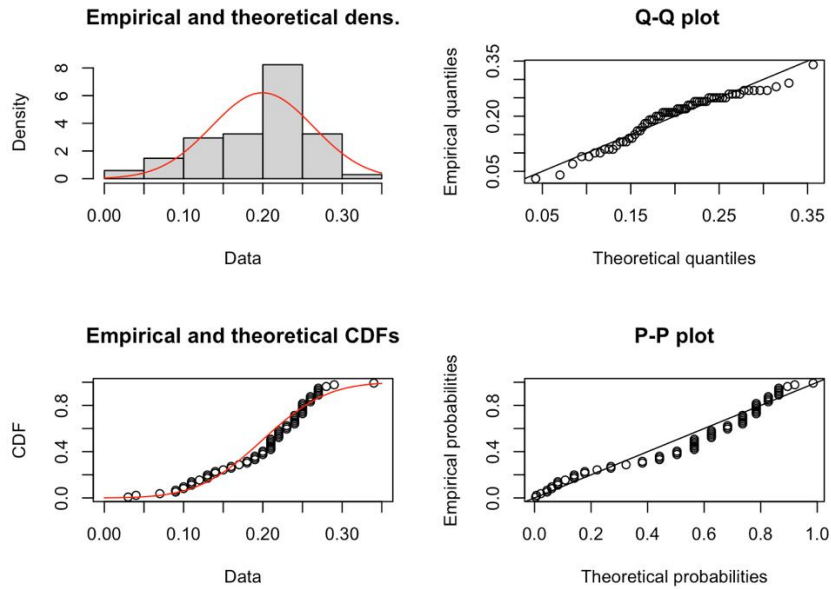 Empirical and theoretical dens.
Density
0 2 4 6 8
0.00 0.10 0.20 0.30
Data
Q-Q plot
Empirical quantiles
0.05 0.20 0.35
0.05 0.15 0.25 0.35
Theoretical quantiles
Empirical and theoretical CDFs
CDF
0.0 0.4 0.8
0.00 0.10 0.20 0.30
Data
P-P plot
Empirical probabilities
0.0 0.4 0.8
0.0 0.2 0.4 0.6 0.8 1.0
Theoretical probabilities